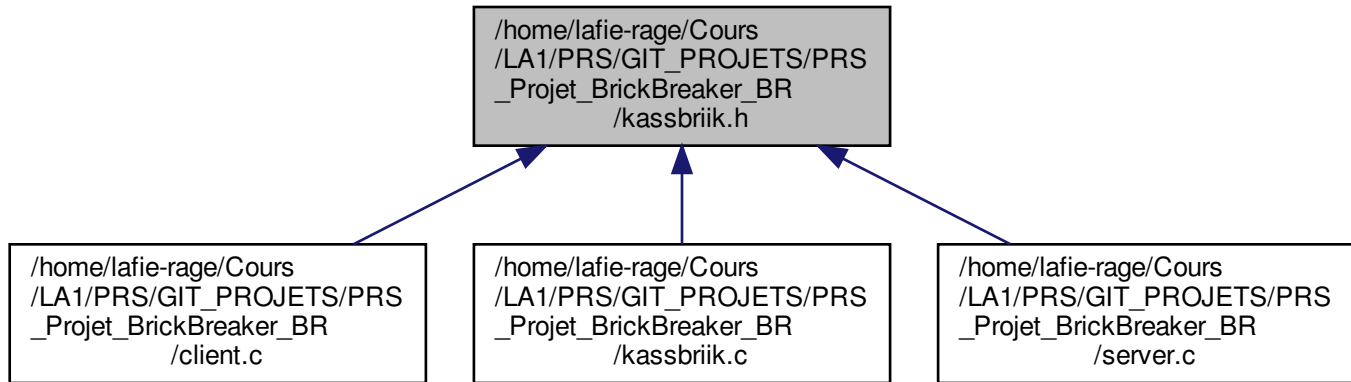 /home/lafie-rage/Cours
/LA1/PRS/GIT_PROJETS/PRS
_Projet_BrickBreaker_BR
/kassbriik.h
/home/lafie-rage/Cours
/LA1/PRS/GIT_PROJETS/PRS
_Projet_BrickBreaker_BR
/client.c
/home/lafie-rage/Cours
/LA1/PRS/GIT_PROJETS/PRS
_Projet_BrickBreaker_BR
/kassbriik.c
/home/lafie-rage/Cours
/LA1/PRS/GIT_PROJETS/PRS
_Projet_BrickBreaker_BR
/server.c